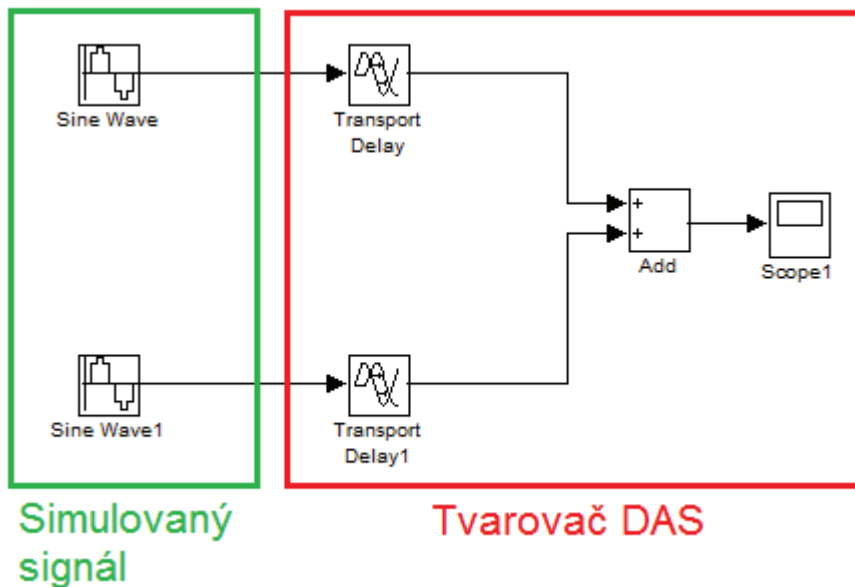 Sine Wave
Transport
Delay
+
+
Add
Scope1
Sine Wave1
Transport
Delay1
Simulovaný
signál
Tvarovač DAS